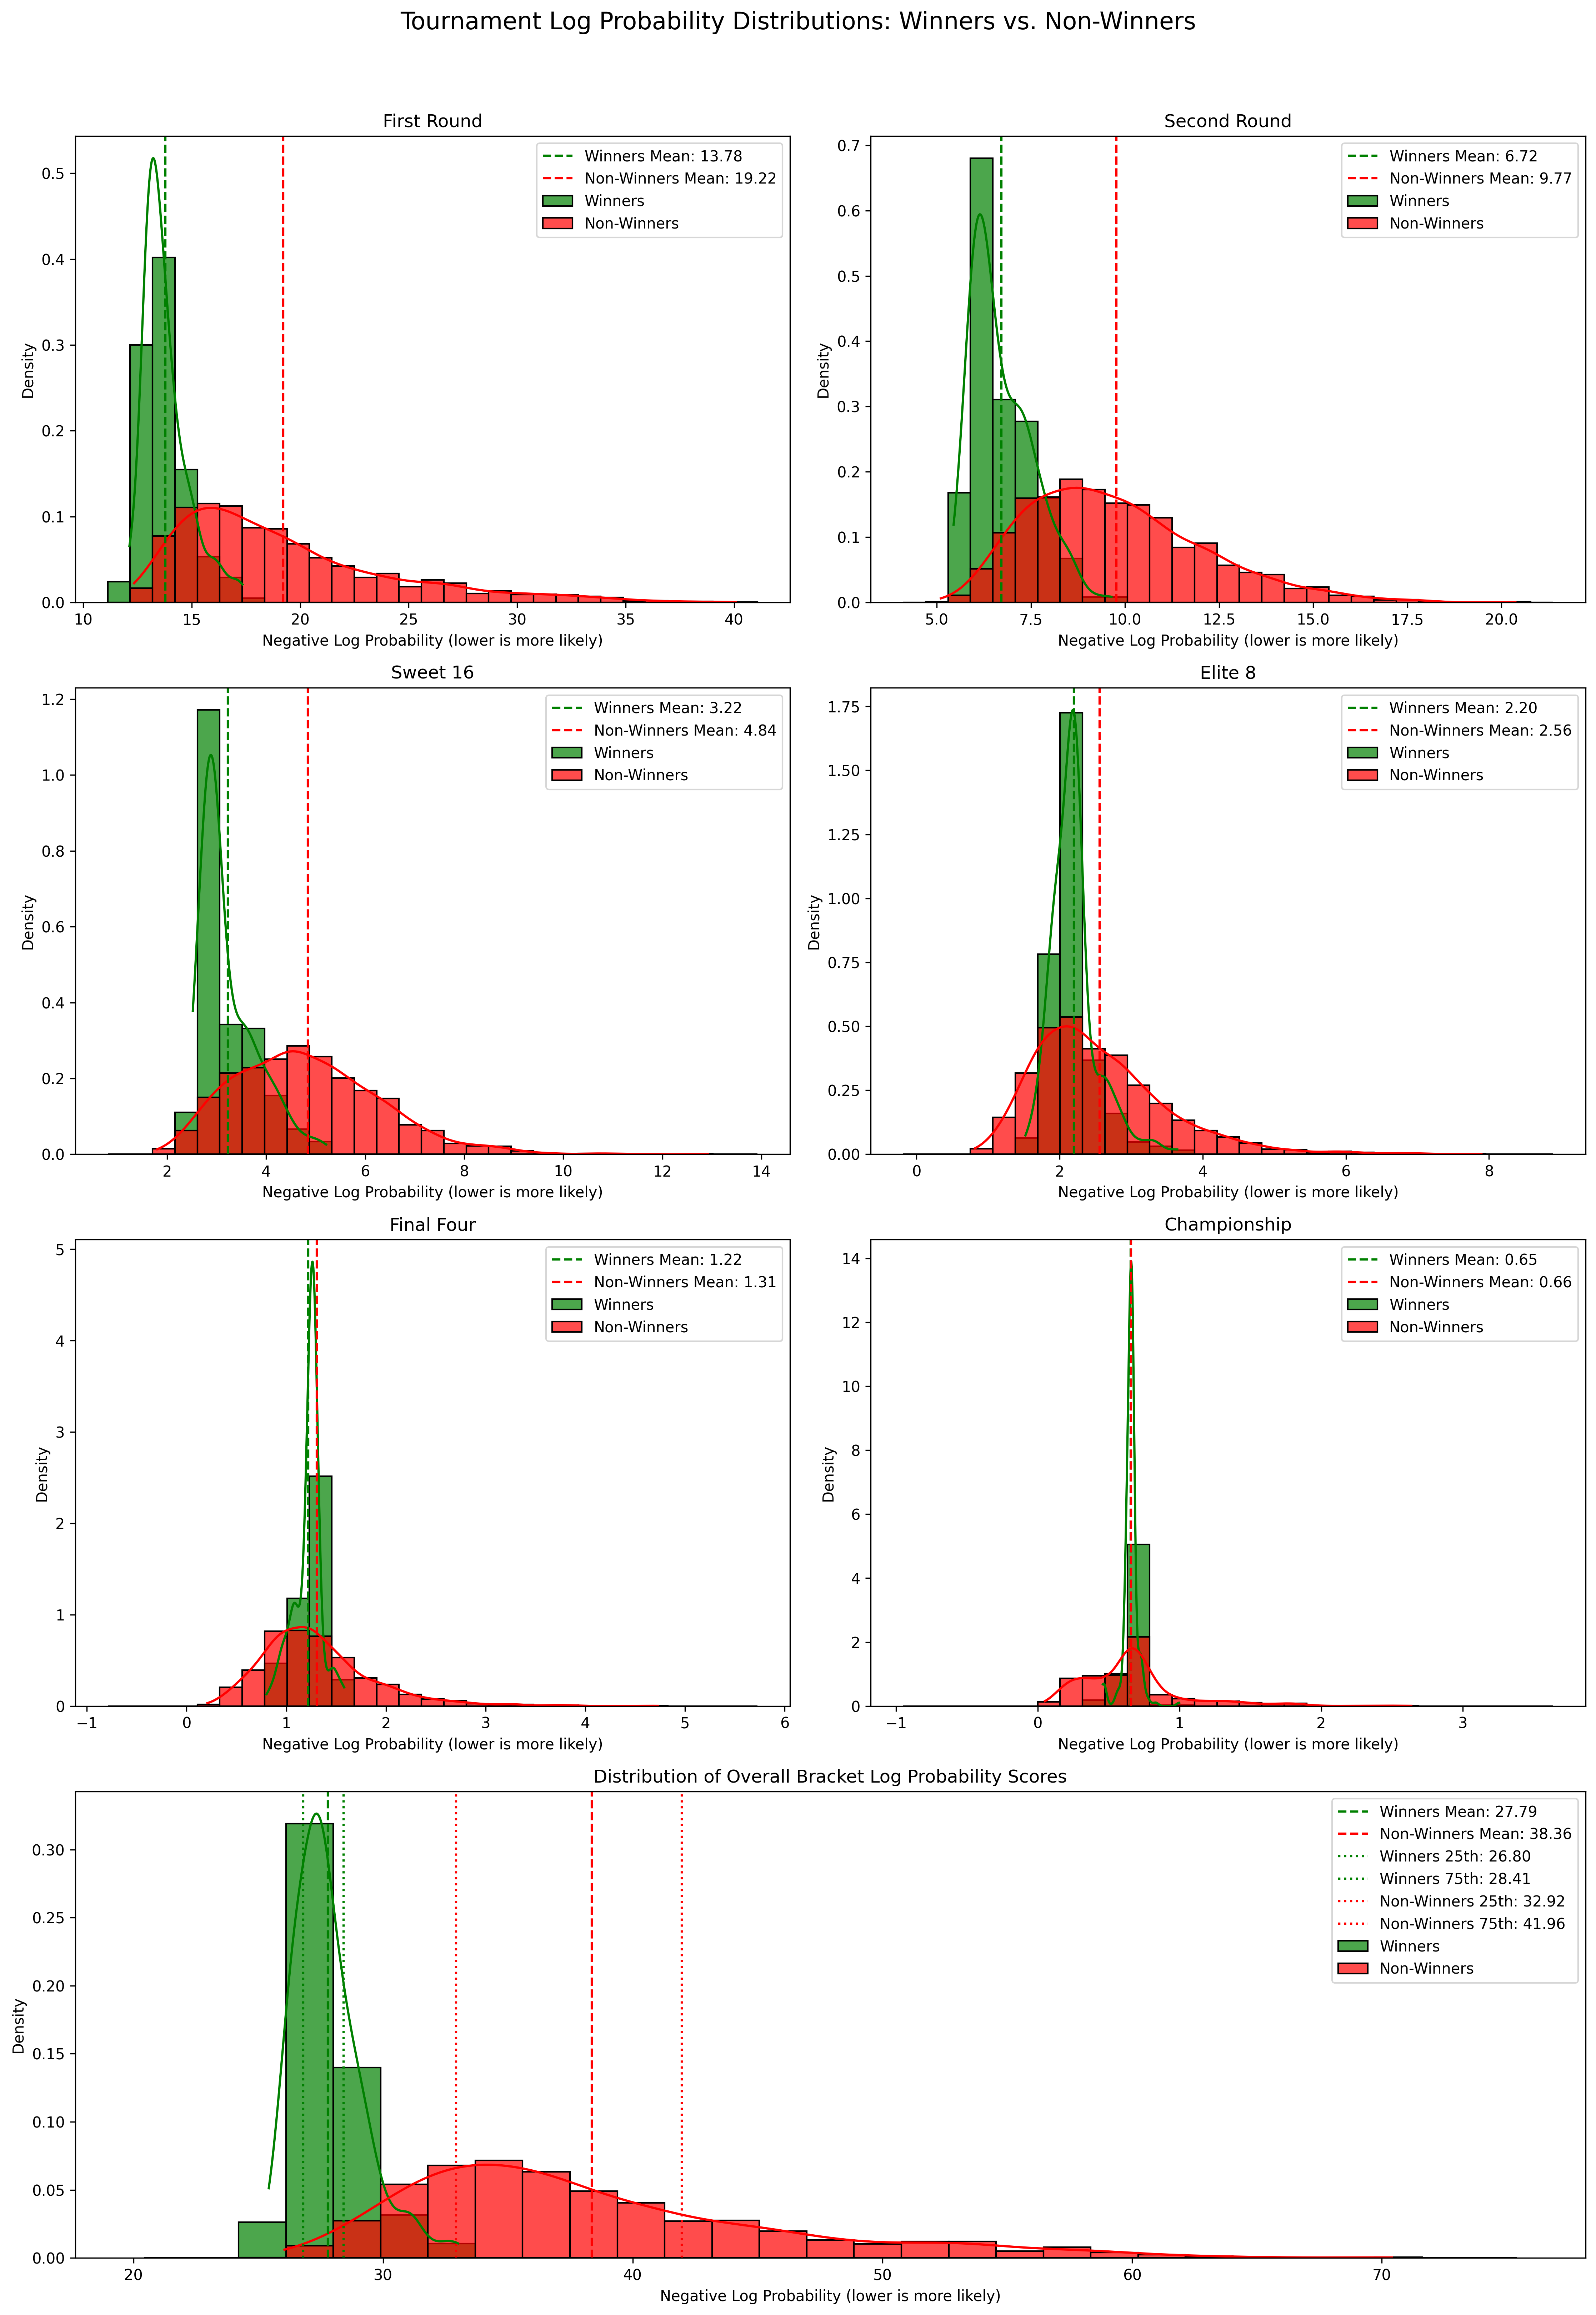 Tournament Log Probability Distributions: Winners vs. Non-Winners
First Round
Winners Mean: 13.78
Non-Winners Mean: 19.22
Winners
Non-Winners
Density
0.5
0.4
0.3
0.2
0.1
0.0
10 15 20 25 30 35 40
Negative Log Probability (lower is more likely)
Second Round
Winners Mean: 6.72
Non-Winners Mean: 9.77
Winners
Non-Winners
Density
0.7
0.6
0.5
0.4
0.3
0.2
0.1
0.0
5.0 7.5 10.0 12.5 15.0 17.5 20.0
Negative Log Probability (lower is more likely)
Sweet 16
Winners Mean: 3.22
Non-Winners Mean: 4.84
Winners
Non-Winners
Density
1.2
1.0
0.8
0.6
0.4
0.2
0.0
2 4 6 8 10 12 14
Negative Log Probability (lower is more likely)
Elite 8
Winners Mean: 2.20
Non-Winners Mean: 2.56
Winners
Non-Winners
Density
1.75
1.50
1.25
1.00
0.75
0.50
0.25
0.00
0 2 4 6 8
Negative Log Probability (lower is more likely)
Final Four
Winners Mean: 1.22
Non-Winners Mean: 1.31
Winners
Non-Winners
Density
5
4
3
2
1
0
−1 0 1 2 3 4 5 6
Negative Log Probability (lower is more likely)
Championship
Winners Mean: 0.65
Non-Winners Mean: 0.66
Winners
Non-Winners
Density
14
12
10
8
6
4
2
0
−1 0 1 2 3
Negative Log Probability (lower is more likely)
Distribution of Overall Bracket Log Probability Scores
Winners Mean: 27.79
Non-Winners Mean: 38.36
Winners 25th: 26.80
Winners 75th: 28.41
Non-Winners 25th: 32.92
Non-Winners 75th: 41.96
Winners
Non-Winners
Density
0.30
0.25
0.20
0.15
0.10
0.05
0.00
20 30 40 50 60 70
Negative Log Probability (lower is more likely)